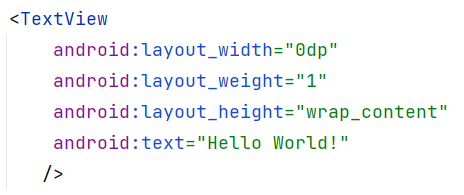 <TextView
    android:layout_width="0dp"
    android:layout_weight="1"
    android:layout_height="wrap_content"
    android:text="Hello World!"
   />